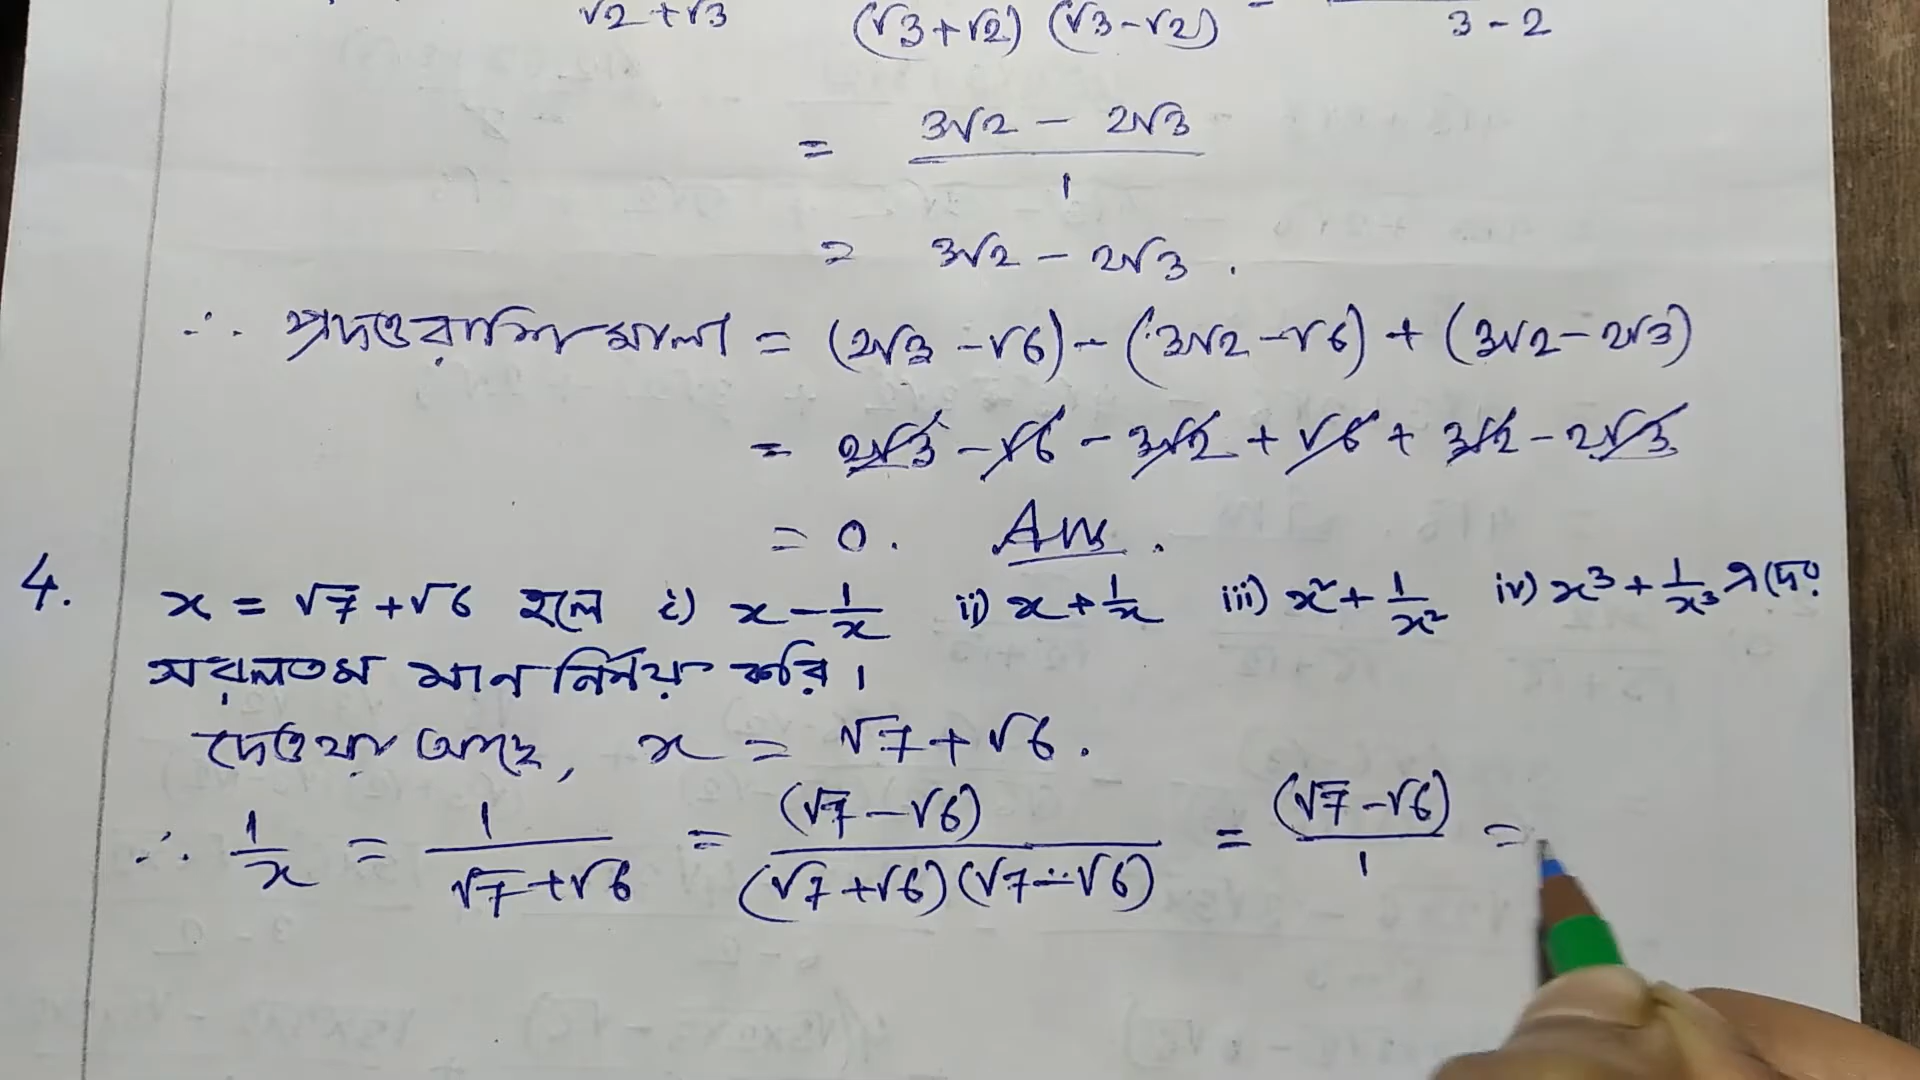 √2+√3 (√3+√2) (√3-√2) = 3-2
= 3√2 - 2√3 / 1
= 3√2 - 2√3 .
∴ প্রদত্ত রাশিমালা = (2√3 - √6) - (3√2 - √6) + (3√2 - 2√3)
= 2√3 - √6 - 3√2 + √6 + 3√2 - 2√3
= 0. Ans.
4. x = √7+√6 হলে i) x - 1/x ii) x + 1/x iii) x² + 1/x² iv) x³ + 1/x³
সরলতম মান নির্ণয় করি।
দেওয়া আছে, x = √7+√6.
∴ 1/x = 1/(√7+√6) = (√7-√6)/((√7+√6)(√7-√6)) = (√7-√6)/1 =